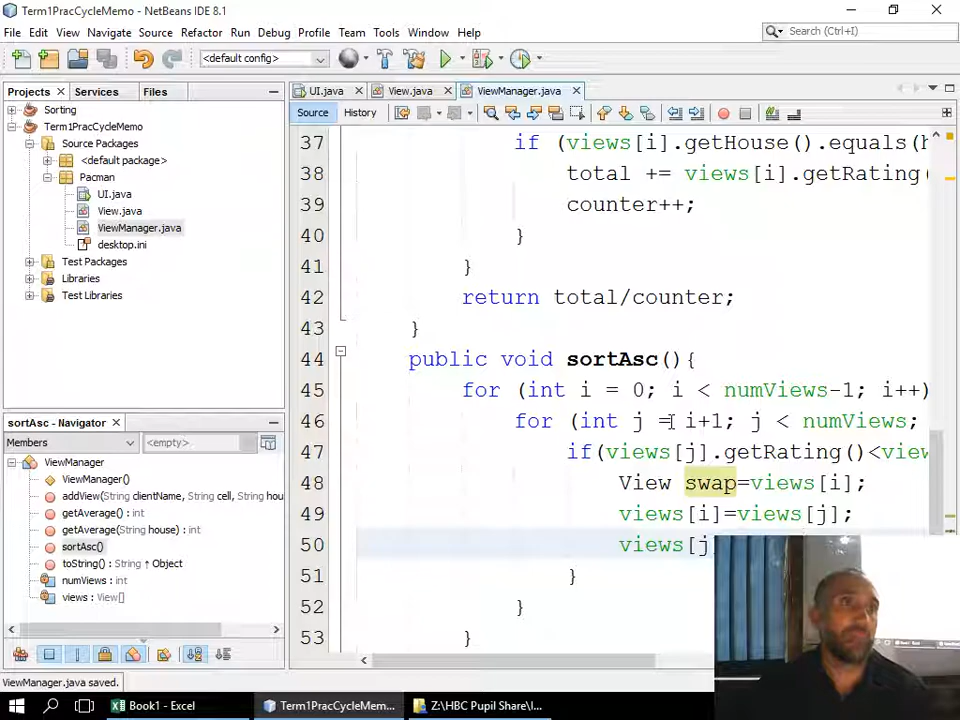 Term1PracCycleMemo - NetBeans IDE 8.1
File Edit View Navigate Source Refactor Run Debug Profile Team Tools Window Help
Search (Ctrl+I)
<default config>
Projects Services Files
Sorting
Term1PracCycleMemo
Source Packages
<default package>
Pacman
UI.java
View.java
ViewManager.java
desktop.ini
Test Packages
Libraries
Test Libraries
sortAsc - Navigator
Members <empty>
ViewManager
ViewManager()
addView(String clientName, String cell, String hou
getAverage() : int
getAverage(String house) : int
sortAsc()
toString() : String ↑ Object
numViews : int
views : View[]
UI.java View.java ViewManager.java
Source History
37 if (views[i].getHouse().equals(h
38 total += views[i].getRating(
39 counter++;
40 }
41 }
42 return total/counter;
43 }
44 public void sortAsc(){
45 for (int i = 0; i < numViews-1; i++)
46 for (int j = i+1; j < numViews;
47 if(views[j].getRating()<view
48 View swap=views[i];
49 views[i]=views[j];
50 views[j
51 }
52 }
53 }
ViewManager.java saved.
Book1 - Excel
Term1PracCycleMem...
Z:\HBC Pupil Share\I...